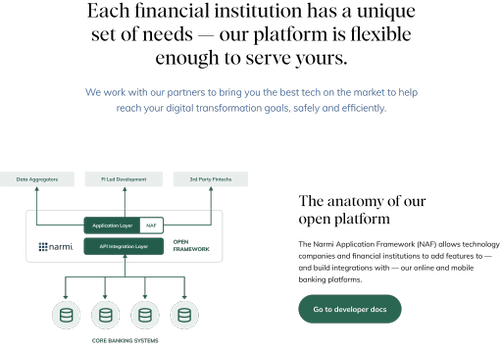 Each financial institution has a unique
set of needs — our platform is flexible
enough to serve yours.
We work with our partners to bring you the best tech on the market to help
reach your digital transformation goals, safely and efficiently.
Data Aggregators
FI Led Development
3rd Party Fintechs
Application Layer
NAF
narmi.
API Integration Layer
OPEN
FRAMEWORK
CORE BANKING SYSTEMS
The anatomy of our
open platform
The Narmi Application Framework (NAF) allows technology
companies and financial institutions to add features to —
and build integrations with — our online and mobile
banking platforms.
Go to developer docs